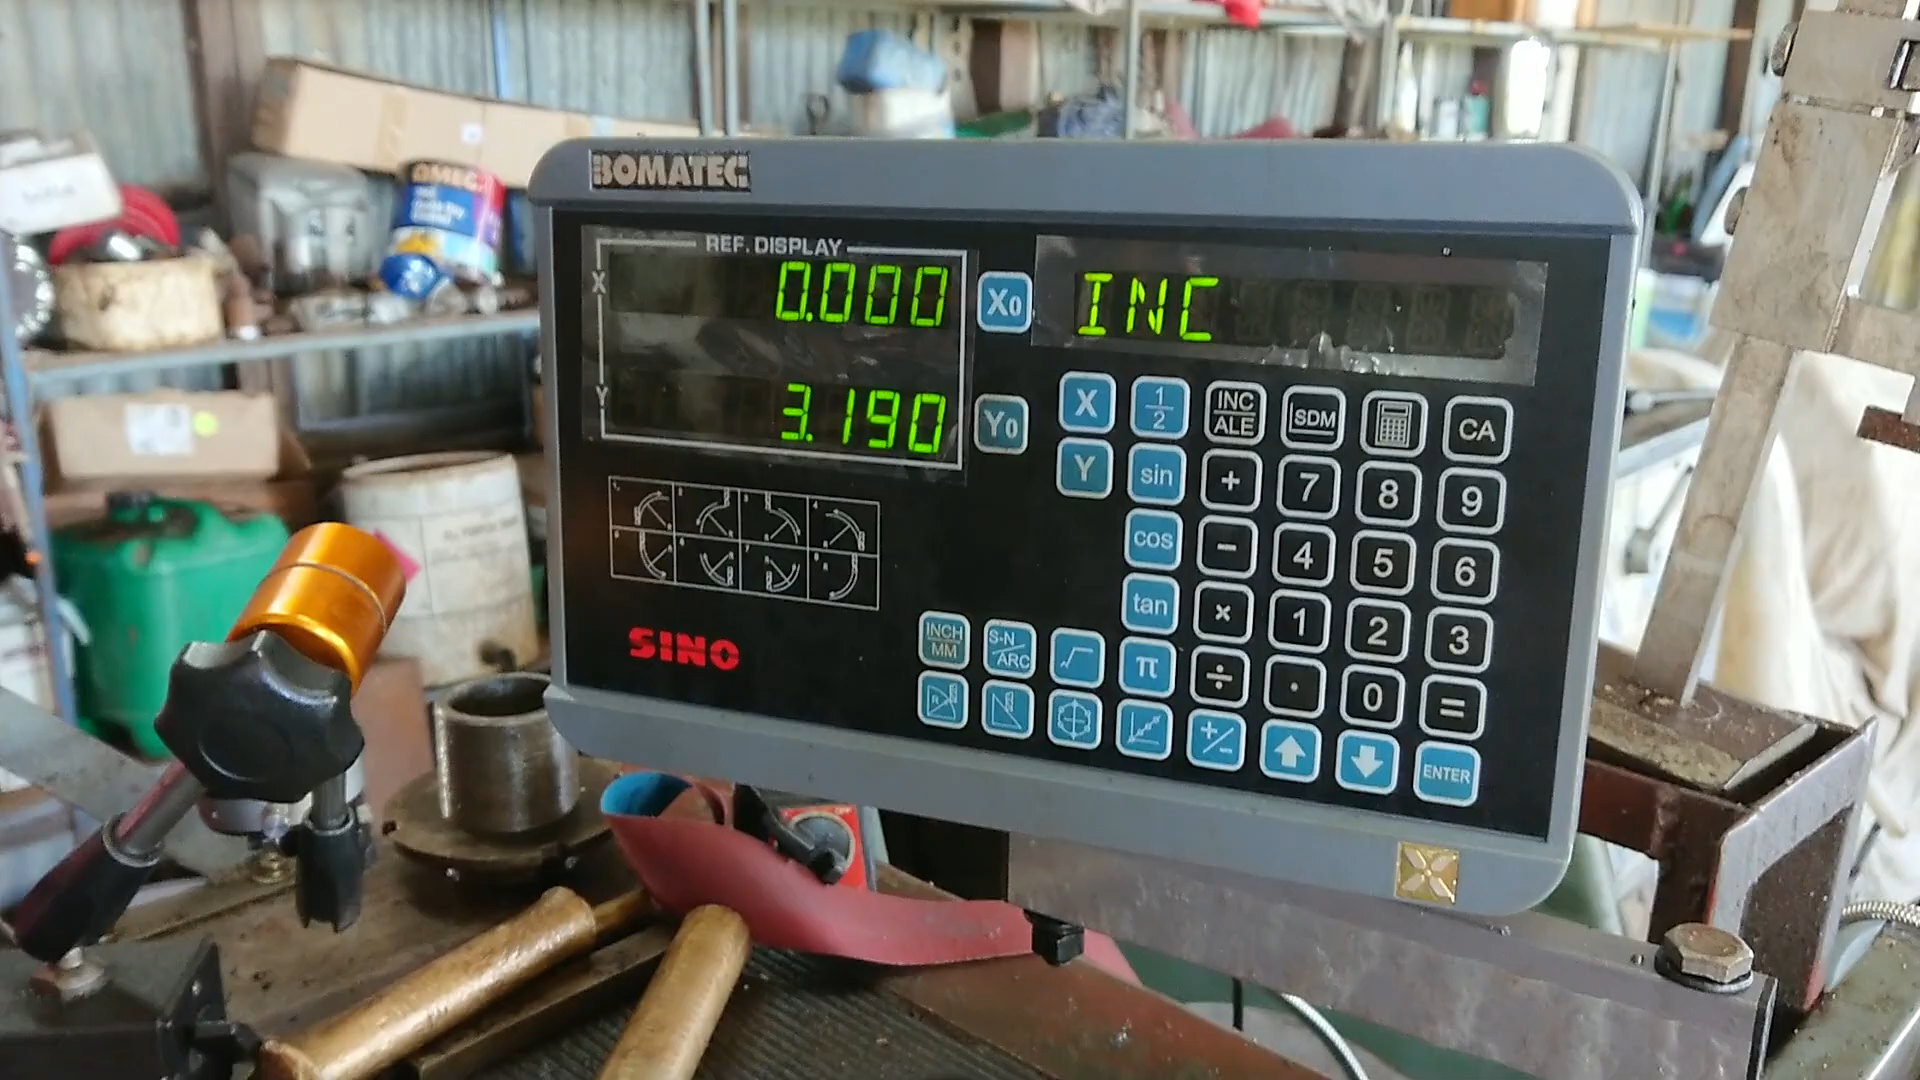 BOMATEC
REF. DISPLAY
X
0.000
X0
INC
Y
3.190
Y0
X
1/2
INC
ALE
SDM
CA
Y
sin
+
7
8
9
cos
−
4
5
6
tan
×
1
2
3
INCH
MM
S-N
ARC
π
÷
.
0
=
R
+/−
ENTER
SINO
OMEGA